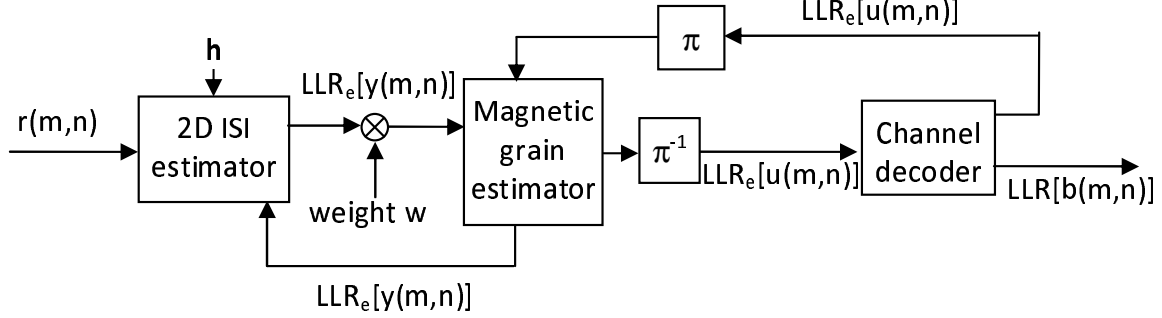 LLRₑ[u(m,n)]
π
h
LLRₑ[y(m,n)]
r(m,n)
2D ISI
estimator
Magnetic
grain
estimator
π⁻¹
Channel
decoder
LLRₑ[u(m,n)]
LLR[b(m,n)]
weight w
LLRₑ[y(m,n)]